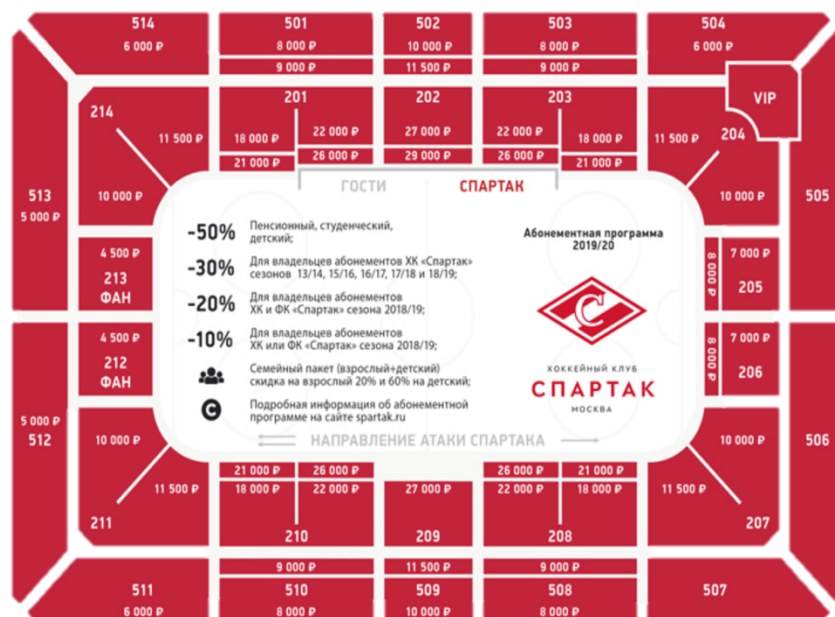 514
501
502
503
504
6 000 ₽
8 000 ₽
10 000 ₽
8 000 ₽
6 000 ₽
9 000 ₽
11 500 ₽
9 000 ₽
201
202
203
VIP
214
204
11 500 ₽
18 000 ₽
22 000 ₽
27 000 ₽
22 000 ₽
18 000 ₽
11 500 ₽
21 000 ₽
26 000 ₽
29 000 ₽
26 000 ₽
21 000 ₽
ГОСТИ
СПАРТАК
513
5 000 ₽
10 000 ₽
10 000 ₽
505
-50%
Пенсионный, студенческий,
детский;
-30%
Для владельцев абонементов ХК «Спартак»
сезонов 13/14, 15/16, 16/17, 17/18 и 18/19;
-20%
Для владельцев абонементов
ХК и ФК «Спартак» сезона 2018/19;
-10%
Для владельцев абонементов
ХК или ФК «Спартак» сезона 2018/19;
Семейный пакет (взрослый+детский)
скидка на взрослый 20% и 60% на детский;
Подробная информация об абонементной
программе на сайте spartak.ru
Абонементная программа
2019/20
С
ХОККЕЙНЫЙ КЛУБ
СПАРТАК
МОСКВА
4 500 ₽
213
ФАН
4 500 ₽
212
ФАН
8 000 ₽
7 000 ₽
205
8 000 ₽
7 000 ₽
206
НАПРАВЛЕНИЕ АТАКИ СПАРТАКА
5 000 ₽
512
10 000 ₽
10 000 ₽
506
21 000 ₽
26 000 ₽
26 000 ₽
21 000 ₽
11 500 ₽
18 000 ₽
22 000 ₽
27 000 ₽
22 000 ₽
18 000 ₽
11 500 ₽
211
210
209
208
207
9 000 ₽
11 500 ₽
9 000 ₽
511
510
509
508
507
6 000 ₽
8 000 ₽
10 000 ₽
8 000 ₽